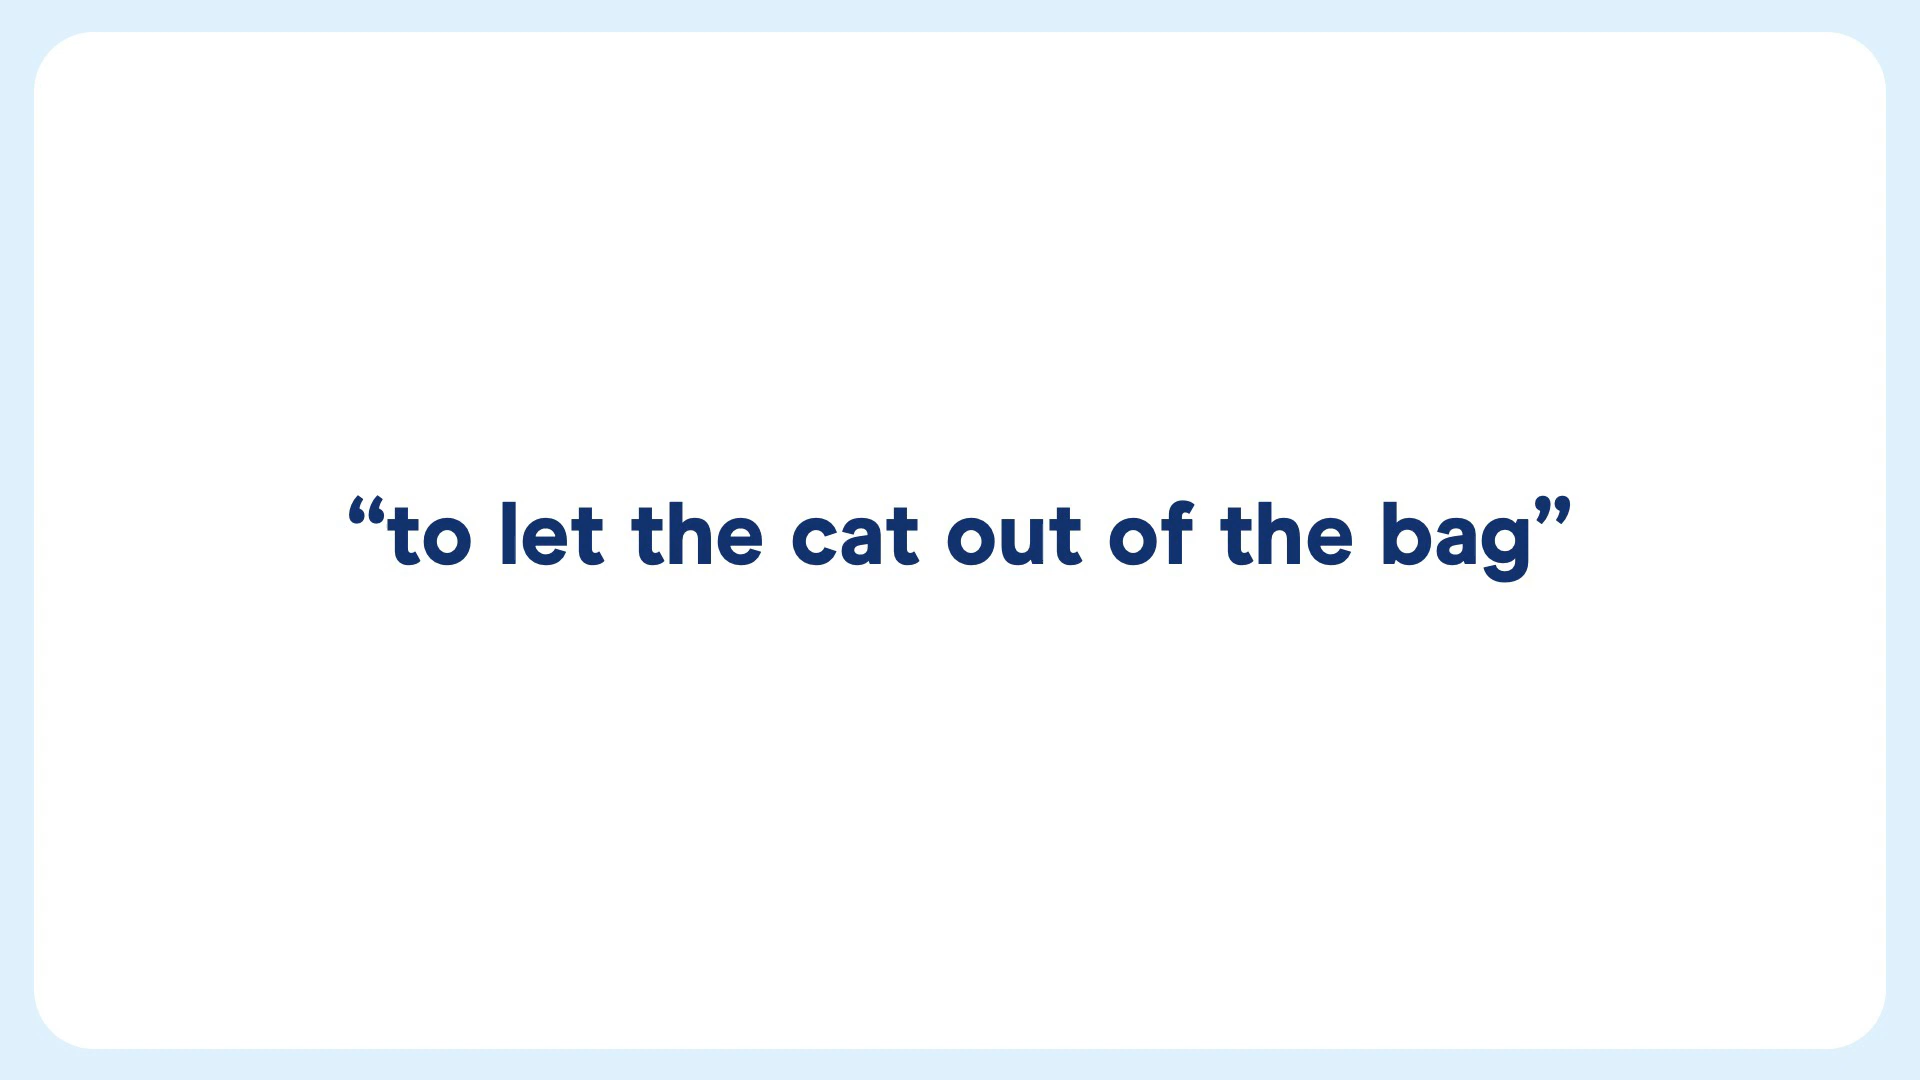 “to let the cat out of the bag”